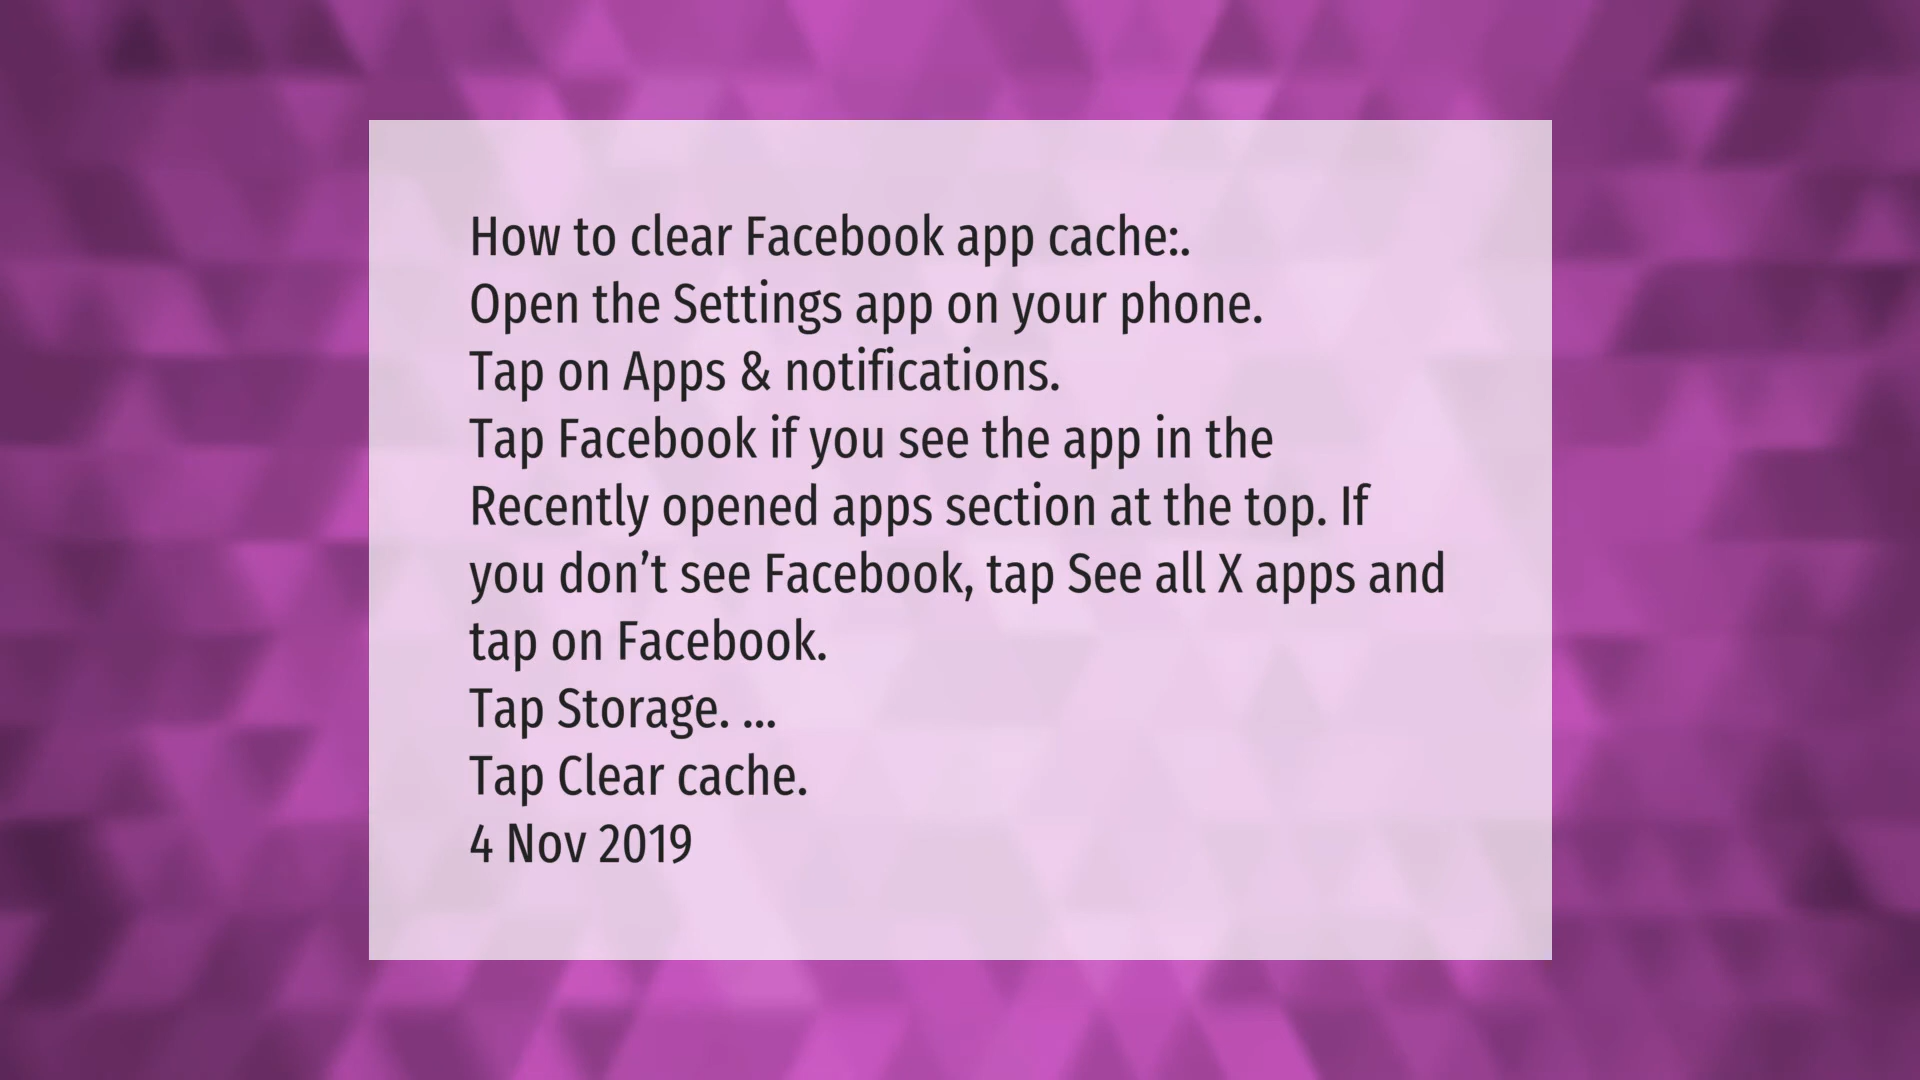 How to clear Facebook app cache:.
Open the Settings app on your phone.
Tap on Apps & notifications.
Tap Facebook if you see the app in the
Recently opened apps section at the top. If
you don’t see Facebook, tap See all X apps and
tap on Facebook.
Tap Storage. ...
Tap Clear cache.
4 Nov 2019